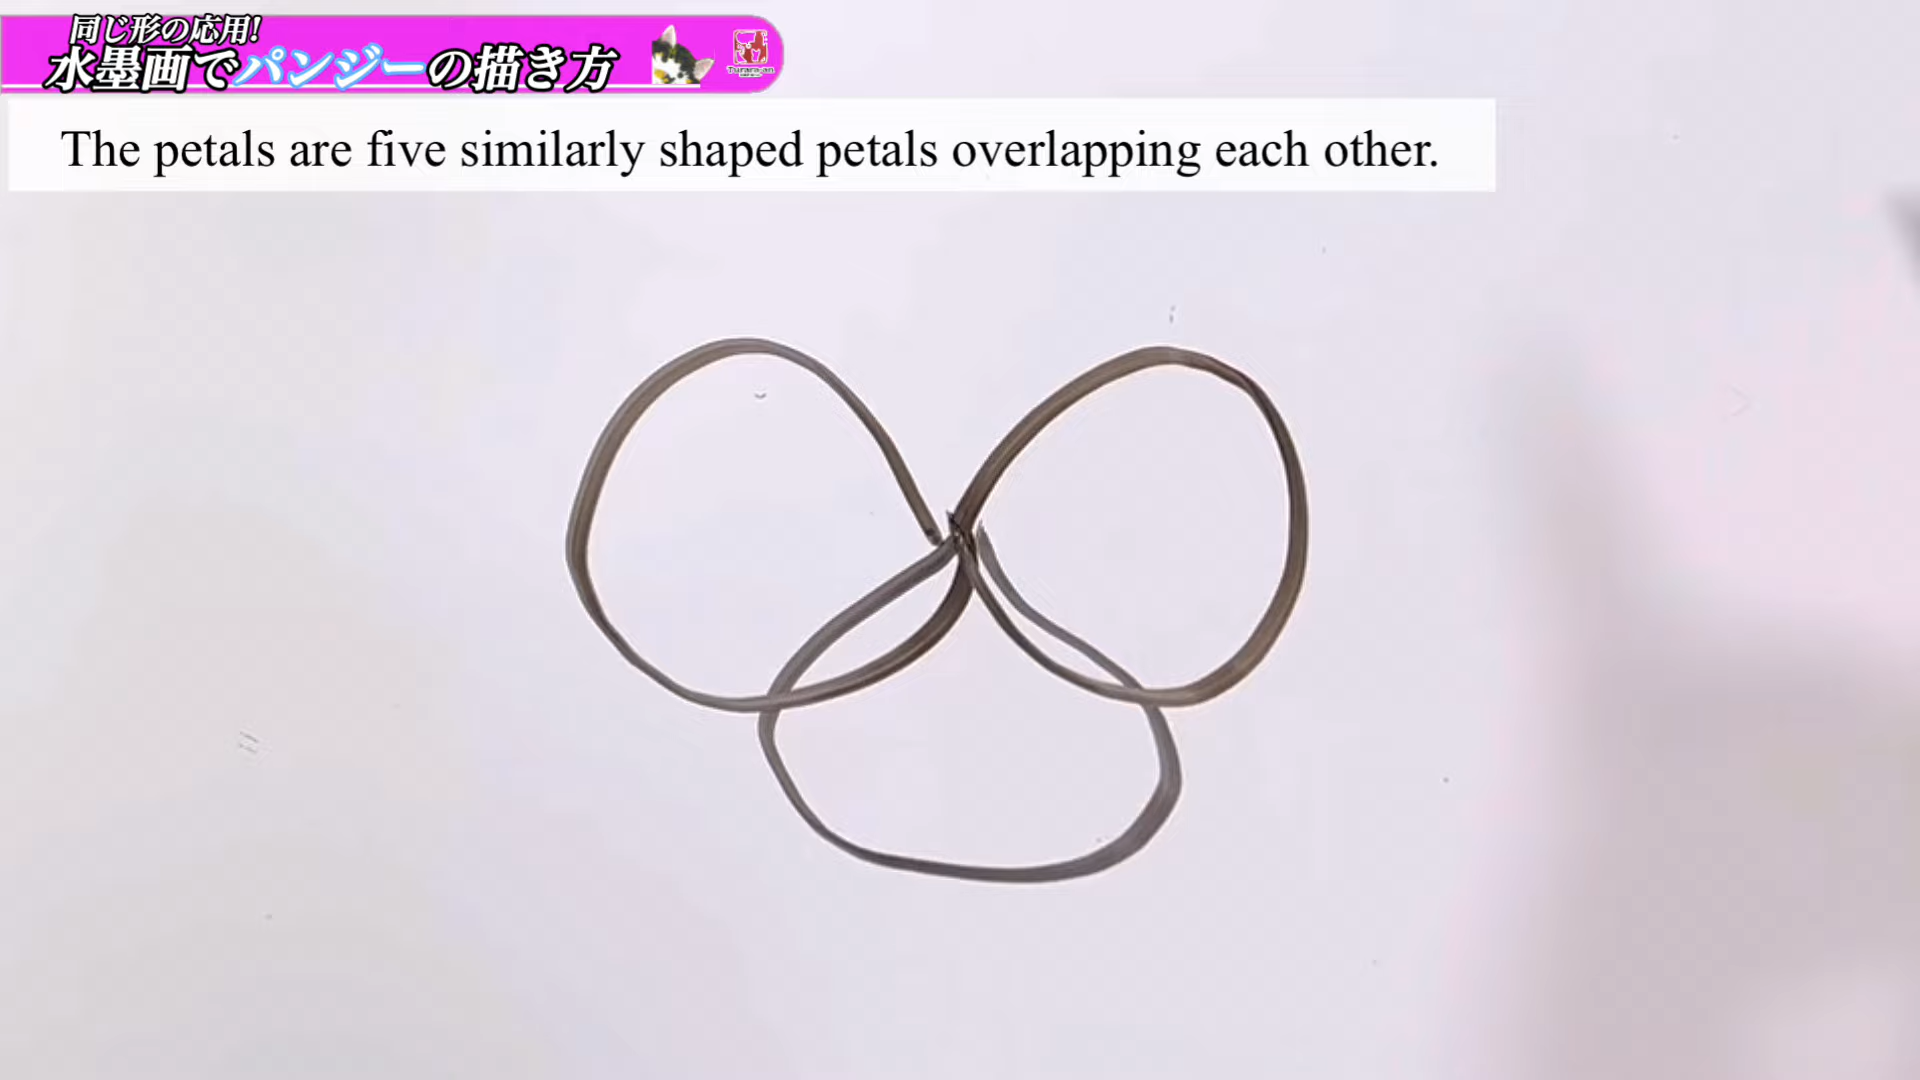 同じ形の応用!
水墨画でパンジーの描き方
The petals are five similarly shaped petals overlapping each other.